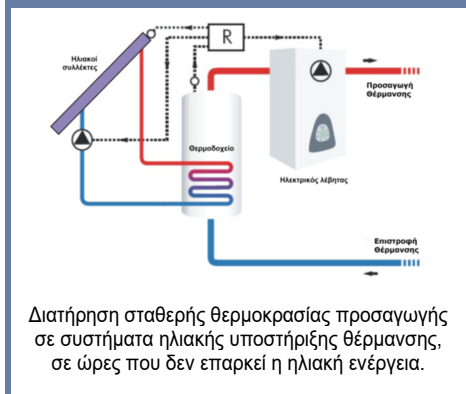 Ηλιακοί
συλλέκτες
R
Προσαγωγή
Θέρμανσης
Θερμοδοχείο
Ηλεκτρικός λέβητας
Επιστροφή
Θέρμανσης
Διατήρηση σταθερής θερμοκρασίας προσαγωγής
σε συστήματα ηλιακής υποστήριξης θέρμανσης,
σε ώρες που δεν επαρκεί η ηλιακή ενέργεια.